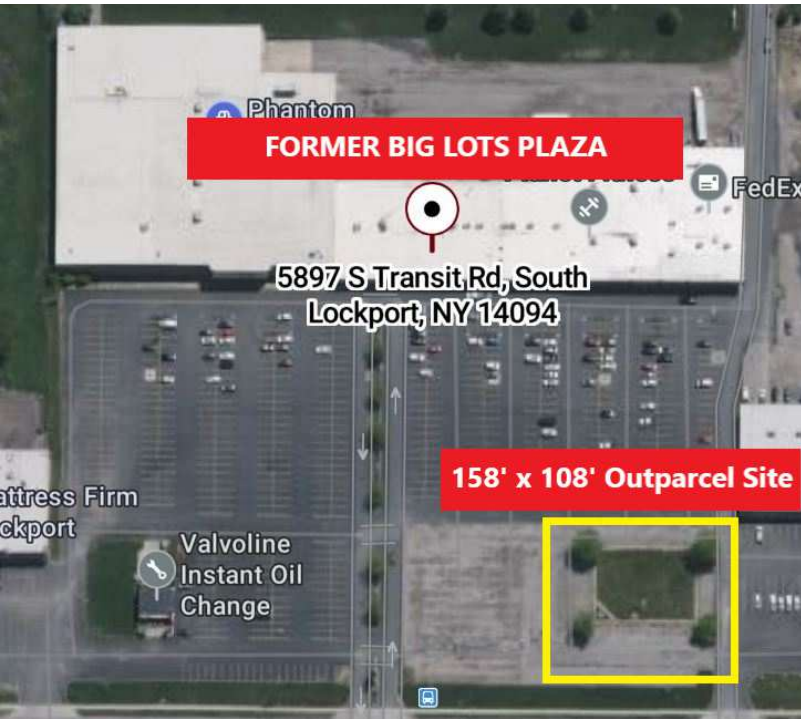 Phantom
FORMER BIG LOTS PLAZA
FedEx
5897 S Transit Rd, South
Lockport, NY 14094
158' x 108' Outparcel Site
attress Firm
ckport
Valvoline
Instant Oil
Change